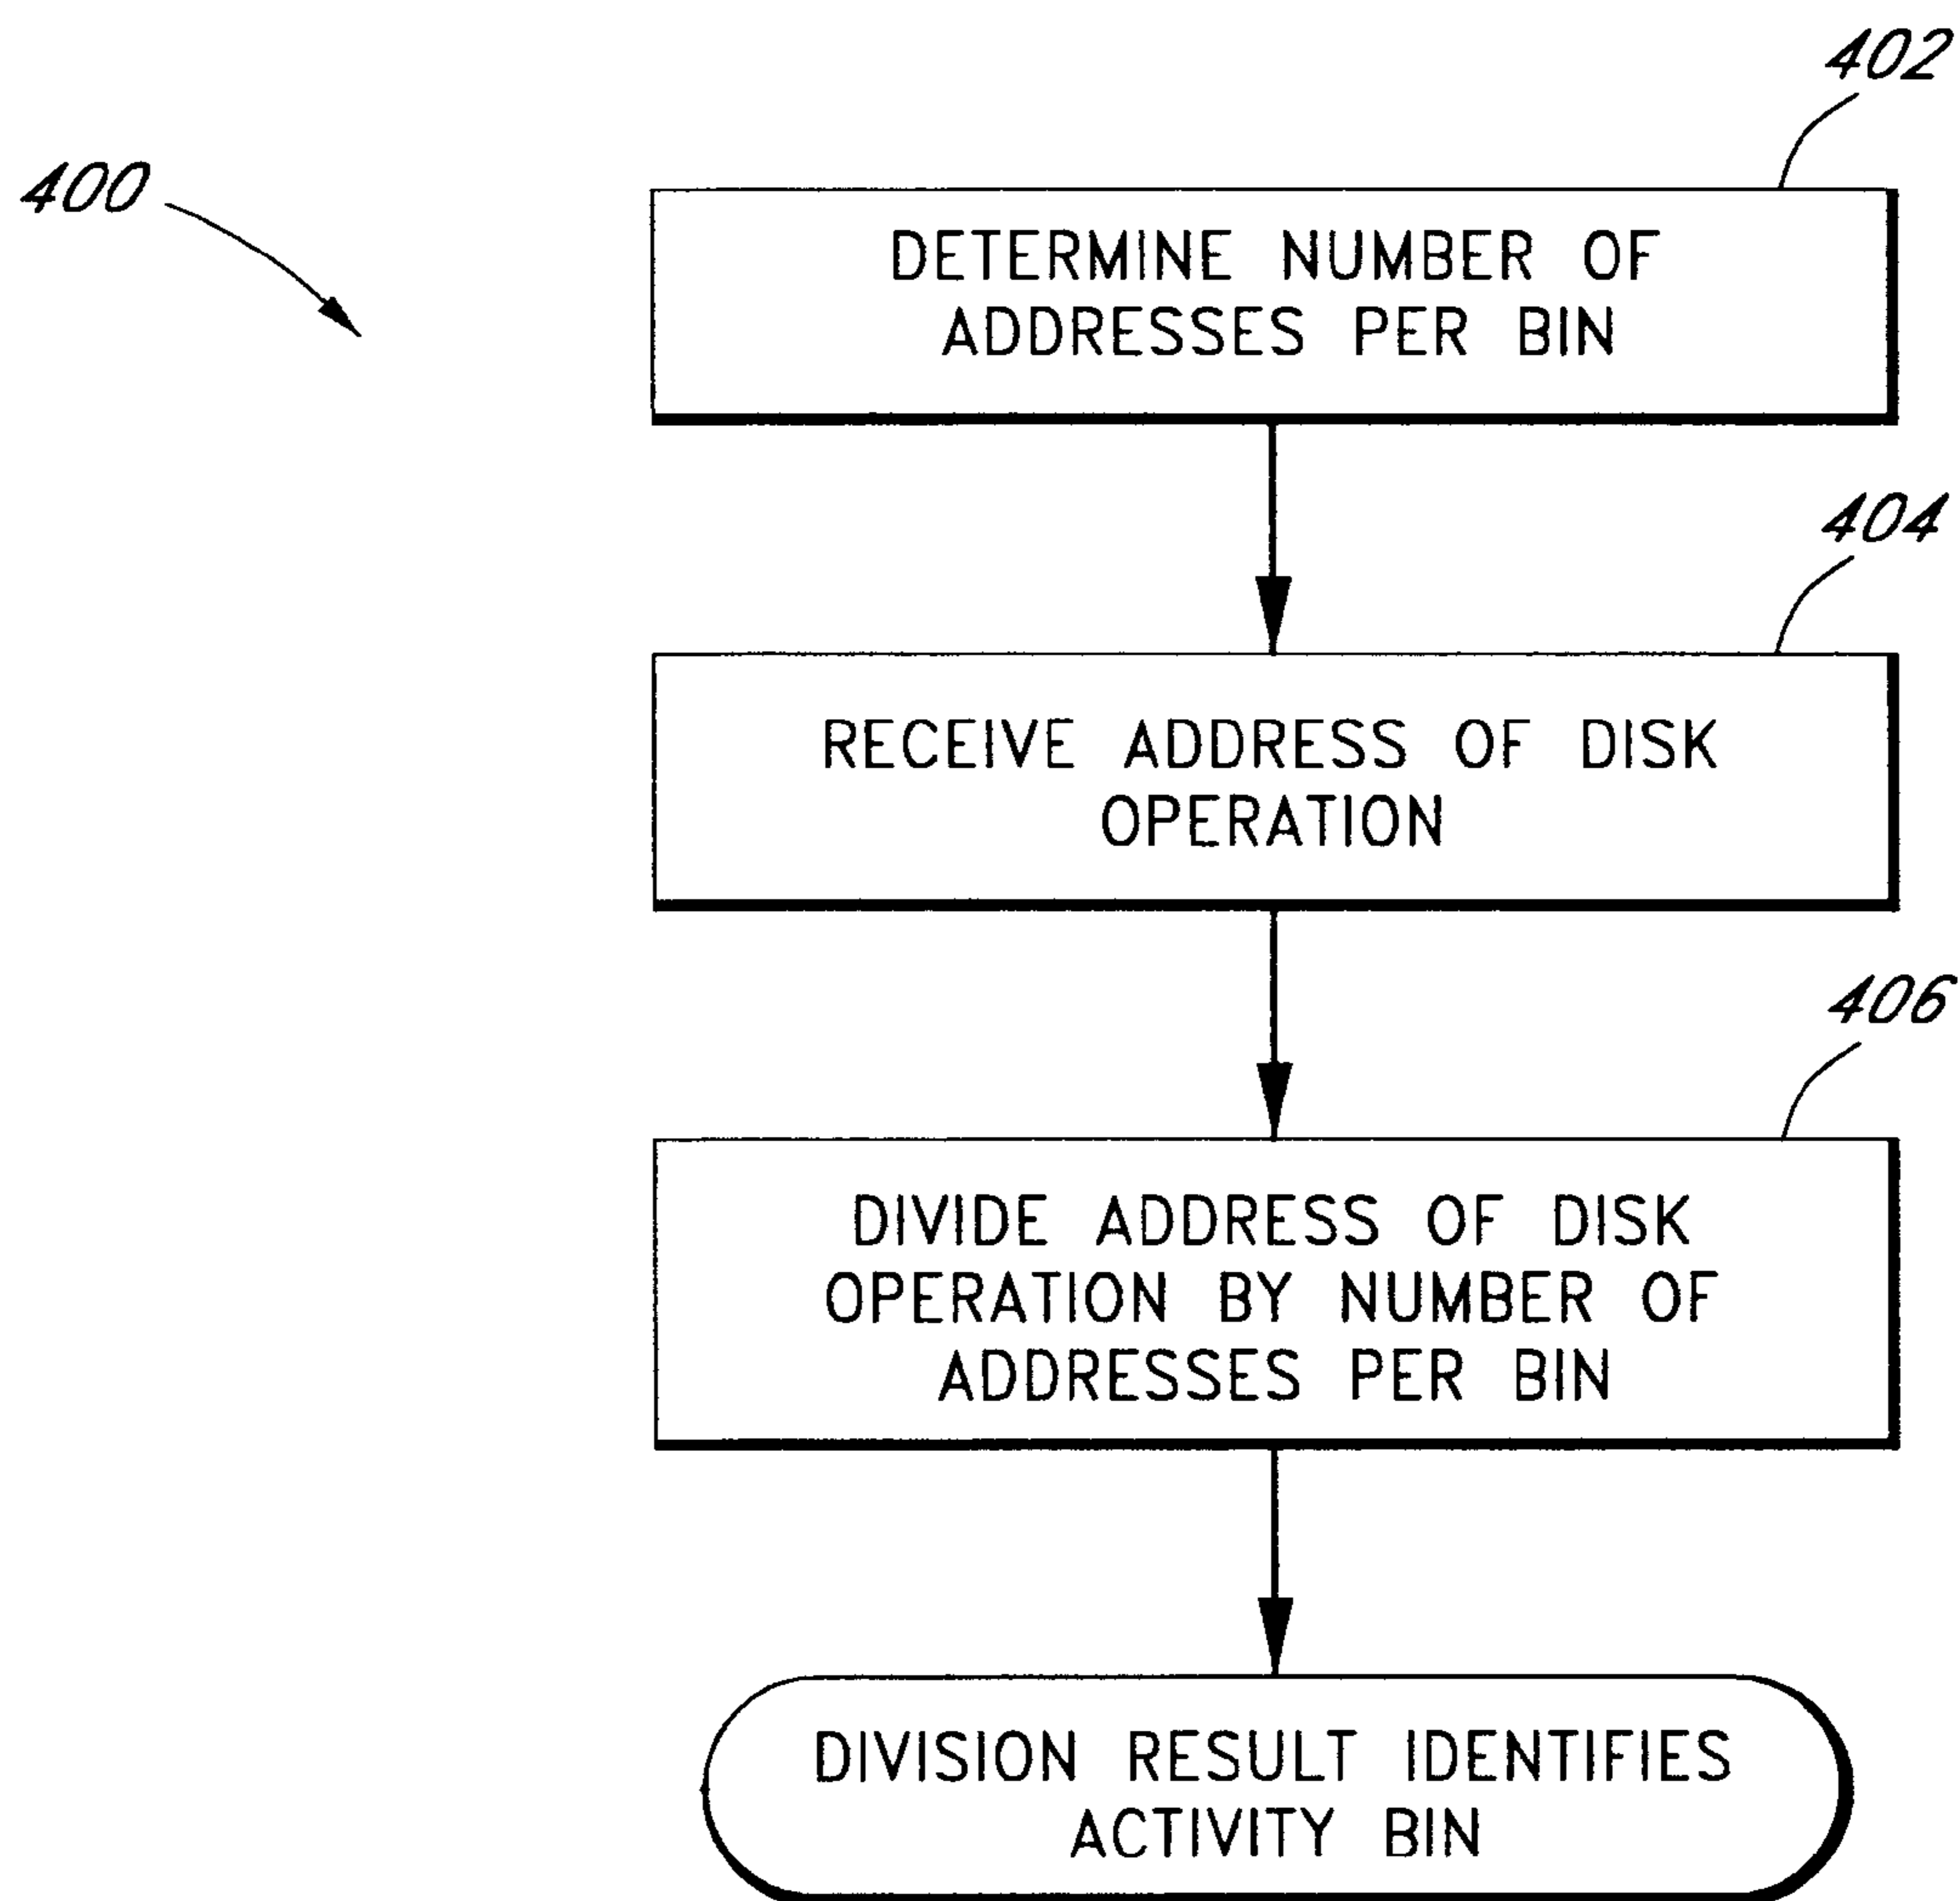 402
400
DETERMINE NUMBER OF
ADDRESSES PER BIN
404
RECEIVE ADDRESS OF DISK
OPERATION
406
DIVIDE ADDRESS OF DISK
OPERATION BY NUMBER OF
ADDRESSES PER BIN
DIVISION RESULT IDENTIFIES
ACTIVITY BIN